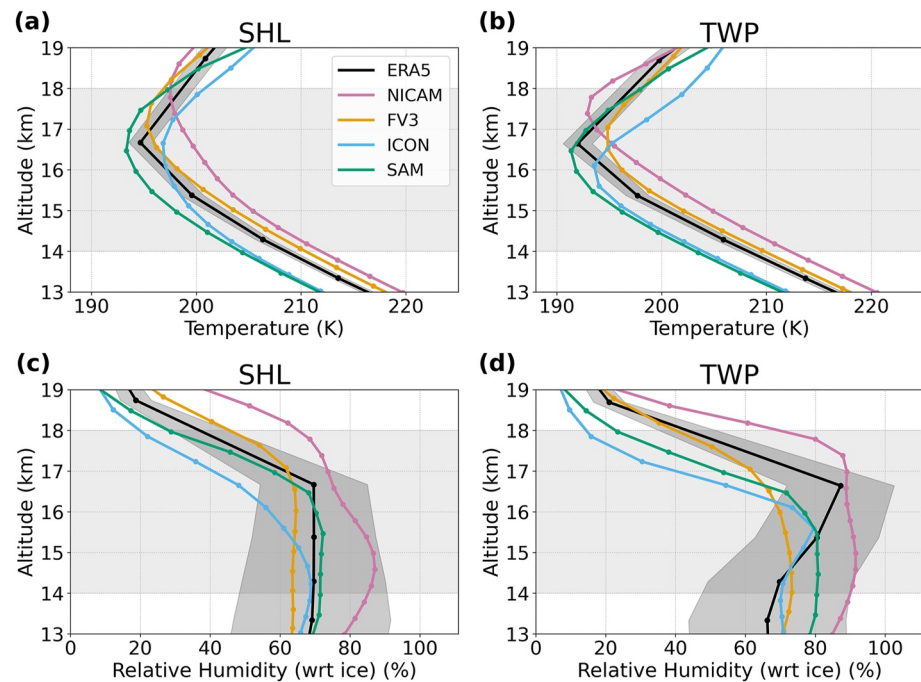 (a) SHL
(b) TWP
19
18
17
16
15
14
13
Altitude (km)
ERA5
NICAM
FV3
ICON
SAM
190 200 210 220
Temperature (K)
19
18
17
16
15
14
13
Altitude (km)
190 200 210 220
Temperature (K)
(c) SHL
(d) TWP
19
18
17
16
15
14
13
Altitude (km)
0 20 40 60 80 100
Relative Humidity (wrt ice) (%)
19
18
17
16
15
14
13
Altitude (km)
0 20 40 60 80 100
Relative Humidity (wrt ice) (%)